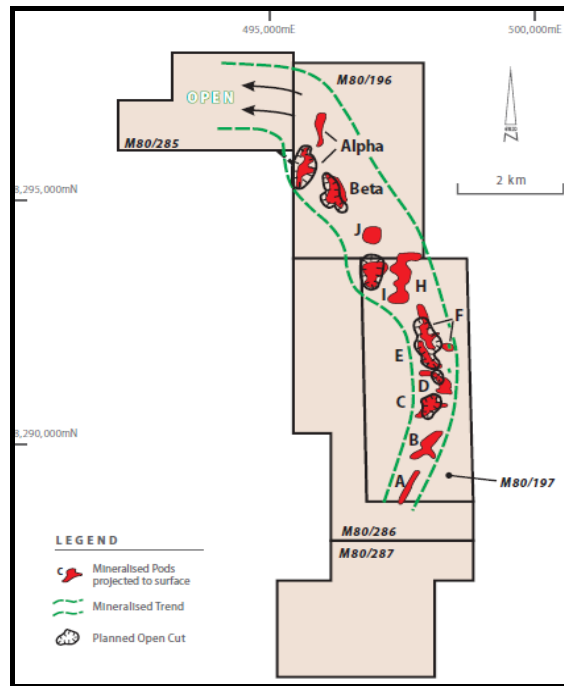 495,000mE
500,000mE
M80/196
OPEN
M80/285
Alpha
2 km
8,295,000mN
Beta
J
H
I
F
E
D
C
8,290,000mN
B
A
M80/197
M80/286
M80/287
LEGEND
C
Mineralised Pods
projected to surface
Mineralised Trend
Planned Open Cut